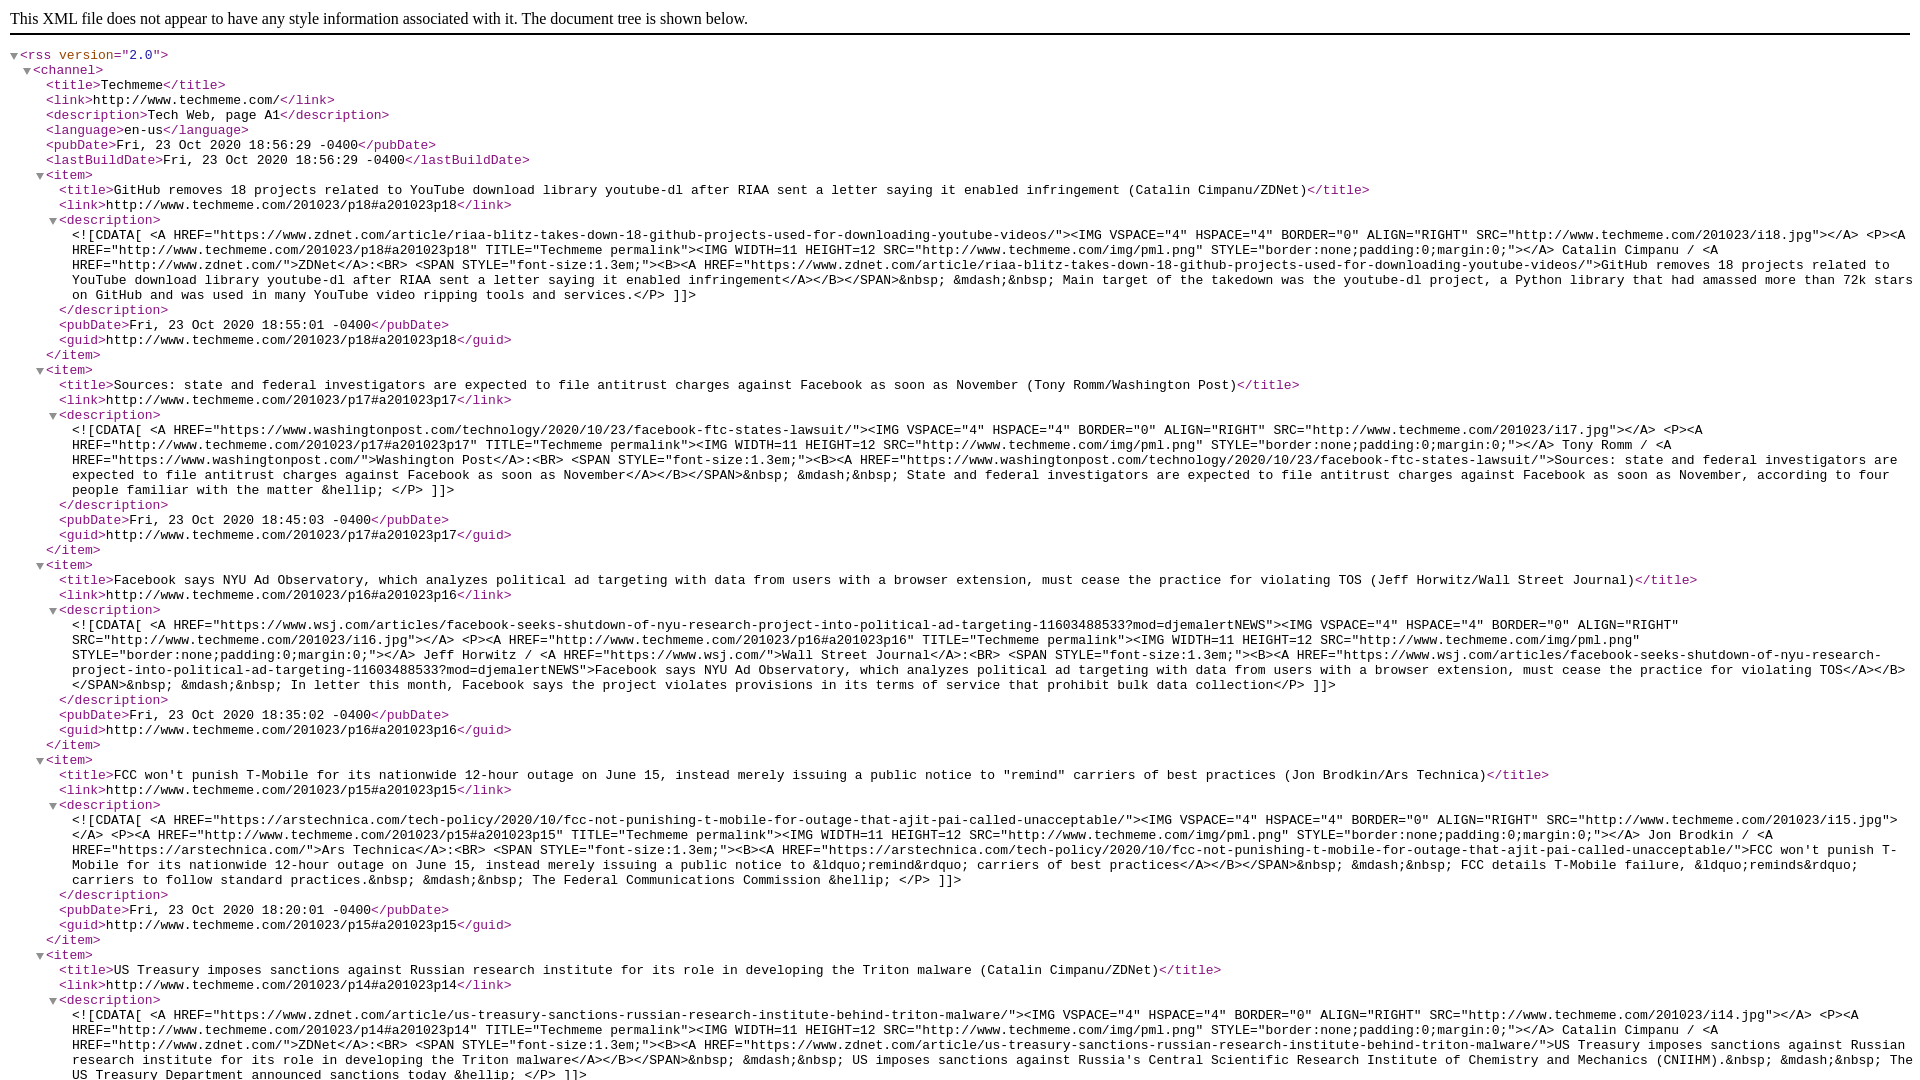 This XML file does not appear to have any style information associated with it. The document tree is shown below.
<rss version="2.0">
<channel>
<title>Techmeme</title>
<link>http://www.techmeme.com/</link>
<description>Tech Web, page A1</description>
<language>en-us</language>
<pubDate>Fri, 23 Oct 2020 18:56:29 -0400</pubDate>
<lastBuildDate>Fri, 23 Oct 2020 18:56:29 -0400</lastBuildDate>
<item>
<title>GitHub removes 18 projects related to YouTube download library youtube-dl after RIAA sent a letter saying it enabled infringement (Catalin Cimpanu/ZDNet)</title>
<link>http://www.techmeme.com/201023/p18#a201023p18</link>
<description>
<![CDATA[ <A HREF="https://www.zdnet.com/article/riaa-blitz-takes-down-18-github-projects-used-for-downloading-youtube-videos/"><IMG VSPACE="4" HSPACE="4" BORDER="0" ALIGN="RIGHT" SRC="http://www.techmeme.com/201023/i18.jpg"></A> <P><A
HREF="http://www.techmeme.com/201023/p18#a201023p18" TITLE="Techmeme permalink"><IMG WIDTH=11 HEIGHT=12 SRC="http://www.techmeme.com/img/pml.png" STYLE="border:none;padding:0;margin:0;"></A> Catalin Cimpanu / <A
HREF="http://www.zdnet.com/">ZDNet</A>:<BR> <SPAN STYLE="font-size:1.3em;"><B><A HREF="https://www.zdnet.com/article/riaa-blitz-takes-down-18-github-projects-used-for-downloading-youtube-videos/">GitHub removes 18 projects related to
YouTube download library youtube-dl after RIAA sent a letter saying it enabled infringement</A></B></SPAN>&nbsp; &mdash;&nbsp; Main target of the takedown was the youtube-dl project, a Python library that had amassed more than 72k stars
on GitHub and was used in many YouTube video ripping tools and services.</P> ]]>
</description>
<pubDate>Fri, 23 Oct 2020 18:55:01 -0400</pubDate>
<guid>http://www.techmeme.com/201023/p18#a201023p18</guid>
</item>
<item>
<title>Sources: state and federal investigators are expected to file antitrust charges against Facebook as soon as November (Tony Romm/Washington Post)</title>
<link>http://www.techmeme.com/201023/p17#a201023p17</link>
<description>
<![CDATA[ <A HREF="https://www.washingtonpost.com/technology/2020/10/23/facebook-ftc-states-lawsuit/"><IMG VSPACE="4" HSPACE="4" BORDER="0" ALIGN="RIGHT" SRC="http://www.techmeme.com/201023/i17.jpg"></A> <P><A
HREF="http://www.techmeme.com/201023/p17#a201023p17" TITLE="Techmeme permalink"><IMG WIDTH=11 HEIGHT=12 SRC="http://www.techmeme.com/img/pml.png" STYLE="border:none;padding:0;margin:0;"></A> Tony Romm / <A
HREF="https://www.washingtonpost.com/">Washington Post</A>:<BR> <SPAN STYLE="font-size:1.3em;"><B><A HREF="https://www.washingtonpost.com/technology/2020/10/23/facebook-ftc-states-lawsuit/">Sources: state and federal investigators are
expected to file antitrust charges against Facebook as soon as November</A></B></SPAN>&nbsp; &mdash;&nbsp; State and federal investigators are expected to file antitrust charges against Facebook as soon as November, according to four
people familiar with the matter &hellip; </P> ]]>
</description>
<pubDate>Fri, 23 Oct 2020 18:45:03 -0400</pubDate>
<guid>http://www.techmeme.com/201023/p17#a201023p17</guid>
</item>
<item>
<title>Facebook says NYU Ad Observatory, which analyzes political ad targeting with data from users with a browser extension, must cease the practice for violating TOS (Jeff Horwitz/Wall Street Journal)</title>
<link>http://www.techmeme.com/201023/p16#a201023p16</link>
<description>
<![CDATA[ <A HREF="https://www.wsj.com/articles/facebook-seeks-shutdown-of-nyu-research-project-into-political-ad-targeting-11603488533?mod=djemalertNEWS"><IMG VSPACE="4" HSPACE="4" BORDER="0" ALIGN="RIGHT"
SRC="http://www.techmeme.com/201023/i16.jpg"></A> <P><A HREF="http://www.techmeme.com/201023/p16#a201023p16" TITLE="Techmeme permalink"><IMG WIDTH=11 HEIGHT=12 SRC="http://www.techmeme.com/img/pml.png"
STYLE="border:none;padding:0;margin:0;"></A> Jeff Horwitz / <A HREF="https://www.wsj.com/">Wall Street Journal</A>:<BR> <SPAN STYLE="font-size:1.3em;"><B><A HREF="https://www.wsj.com/articles/facebook-seeks-shutdown-of-nyu-research-
project-into-political-ad-targeting-11603488533?mod=djemalertNEWS">Facebook says NYU Ad Observatory, which analyzes political ad targeting with data from users with a browser extension, must cease the practice for violating TOS</A></B>
</SPAN>&nbsp; &mdash;&nbsp; In letter this month, Facebook says the project violates provisions in its terms of service that prohibit bulk data collection</P> ]]>
</description>
<pubDate>Fri, 23 Oct 2020 18:35:02 -0400</pubDate>
<guid>http://www.techmeme.com/201023/p16#a201023p16</guid>
</item>
<item>
<title>FCC won't punish T-Mobile for its nationwide 12-hour outage on June 15, instead merely issuing a public notice to "remind" carriers of best practices (Jon Brodkin/Ars Technica)</title>
<link>http://www.techmeme.com/201023/p15#a201023p15</link>
<description>
<![CDATA[ <A HREF="https://arstechnica.com/tech-policy/2020/10/fcc-not-punishing-t-mobile-for-outage-that-ajit-pai-called-unacceptable/"><IMG VSPACE="4" HSPACE="4" BORDER="0" ALIGN="RIGHT" SRC="http://www.techmeme.com/201023/i15.jpg">
</A> <P><A HREF="http://www.techmeme.com/201023/p15#a201023p15" TITLE="Techmeme permalink"><IMG WIDTH=11 HEIGHT=12 SRC="http://www.techmeme.com/img/pml.png" STYLE="border:none;padding:0;margin:0;"></A> Jon Brodkin / <A
HREF="https://arstechnica.com/">Ars Technica</A>:<BR> <SPAN STYLE="font-size:1.3em;"><B><A HREF="https://arstechnica.com/tech-policy/2020/10/fcc-not-punishing-t-mobile-for-outage-that-ajit-pai-called-unacceptable/">FCC won't punish T-
Mobile for its nationwide 12-hour outage on June 15, instead merely issuing a public notice to &ldquo;remind&rdquo; carriers of best practices</A></B></SPAN>&nbsp; &mdash;&nbsp; FCC details T-Mobile failure, &ldquo;reminds&rdquo;
carriers to follow standard practices.&nbsp; &mdash;&nbsp; The Federal Communications Commission &hellip; </P> ]]>
</description>
<pubDate>Fri, 23 Oct 2020 18:20:01 -0400</pubDate>
<guid>http://www.techmeme.com/201023/p15#a201023p15</guid>
</item>
<item>
<title>US Treasury imposes sanctions against Russian research institute for its role in developing the Triton malware (Catalin Cimpanu/ZDNet)</title>
<link>http://www.techmeme.com/201023/p14#a201023p14</link>
<description>
<![CDATA[ <A HREF="https://www.zdnet.com/article/us-treasury-sanctions-russian-research-institute-behind-triton-malware/"><IMG VSPACE="4" HSPACE="4" BORDER="0" ALIGN="RIGHT" SRC="http://www.techmeme.com/201023/i14.jpg"></A> <P><A
HREF="http://www.techmeme.com/201023/p14#a201023p14" TITLE="Techmeme permalink"><IMG WIDTH=11 HEIGHT=12 SRC="http://www.techmeme.com/img/pml.png" STYLE="border:none;padding:0;margin:0;"></A> Catalin Cimpanu / <A
HREF="http://www.zdnet.com/">ZDNet</A>:<BR> <SPAN STYLE="font-size:1.3em;"><B><A HREF="https://www.zdnet.com/article/us-treasury-sanctions-russian-research-institute-behind-triton-malware/">US Treasury imposes sanctions against Russian
research institute for its role in developing the Triton malware</A></B></SPAN>&nbsp; &mdash;&nbsp; US imposes sanctions against Russia's Central Scientific Research Institute of Chemistry and Mechanics (CNIIHM).&nbsp; &mdash;&nbsp; The
US Treasury Department announced sanctions today &hellip; </P> ]]>